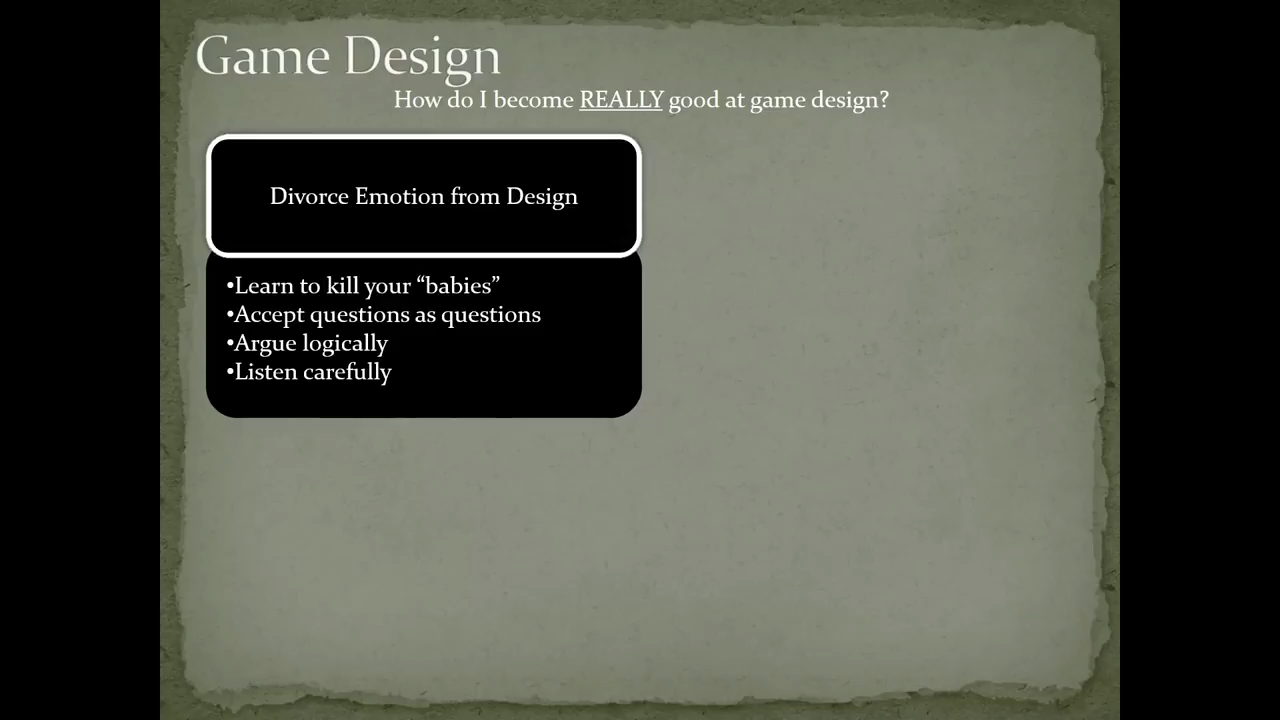 Game Design
How do I become REALLY good at game design?
Divorce Emotion from Design
•Learn to kill your “babies”
•Accept questions as questions
•Argue logically
•Listen carefully